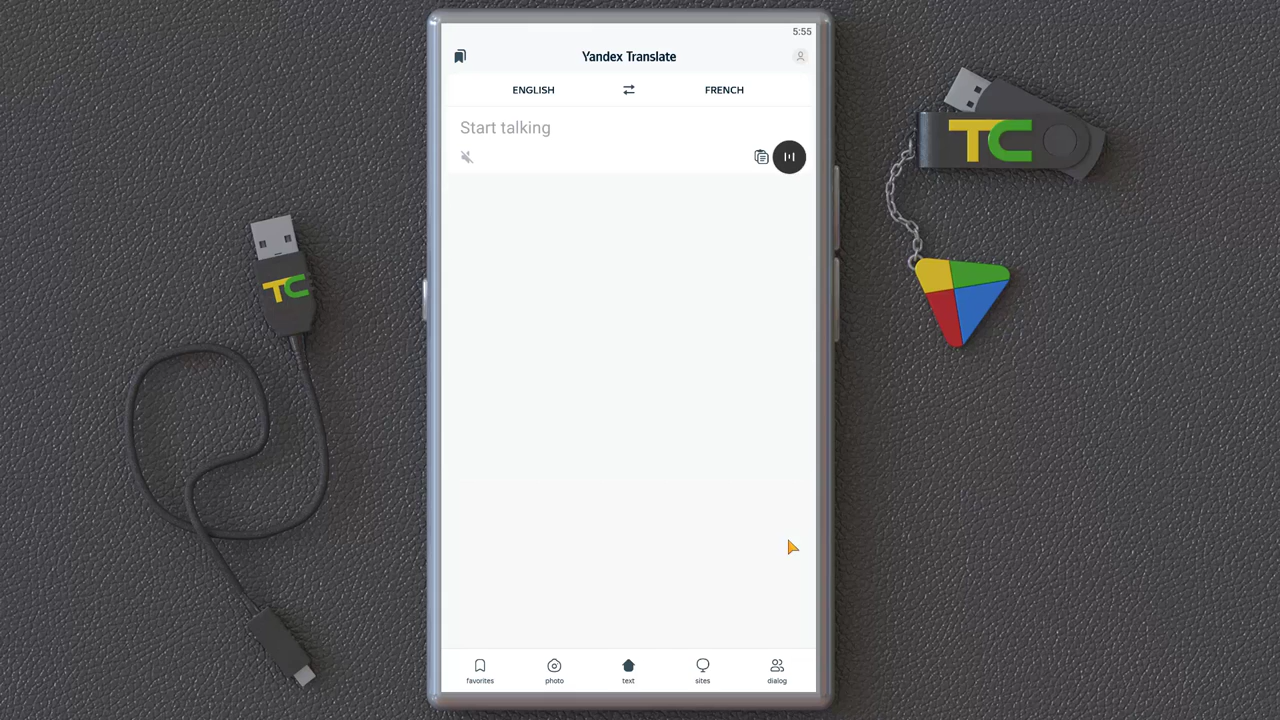 5:55
Yandex Translate
ENGLISH
FRENCH
Start talking
favorites
photo
text
sites
dialog
TC
TC